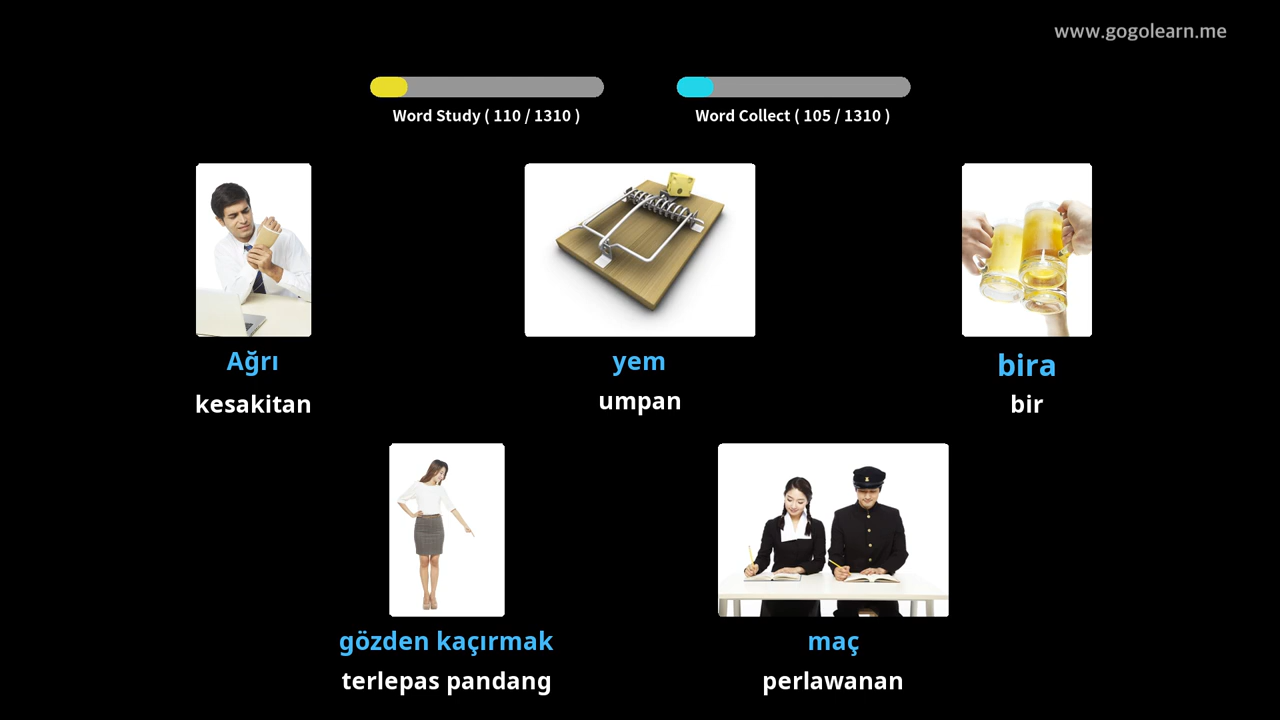 www.gogolearn.me
Word Study ( 110 / 1310 )
Word Collect ( 105 / 1310 )
Ağrı
kesakitan
yem
umpan
bira
bir
gözden kaçırmak
terlepas pandang
maç
perlawanan